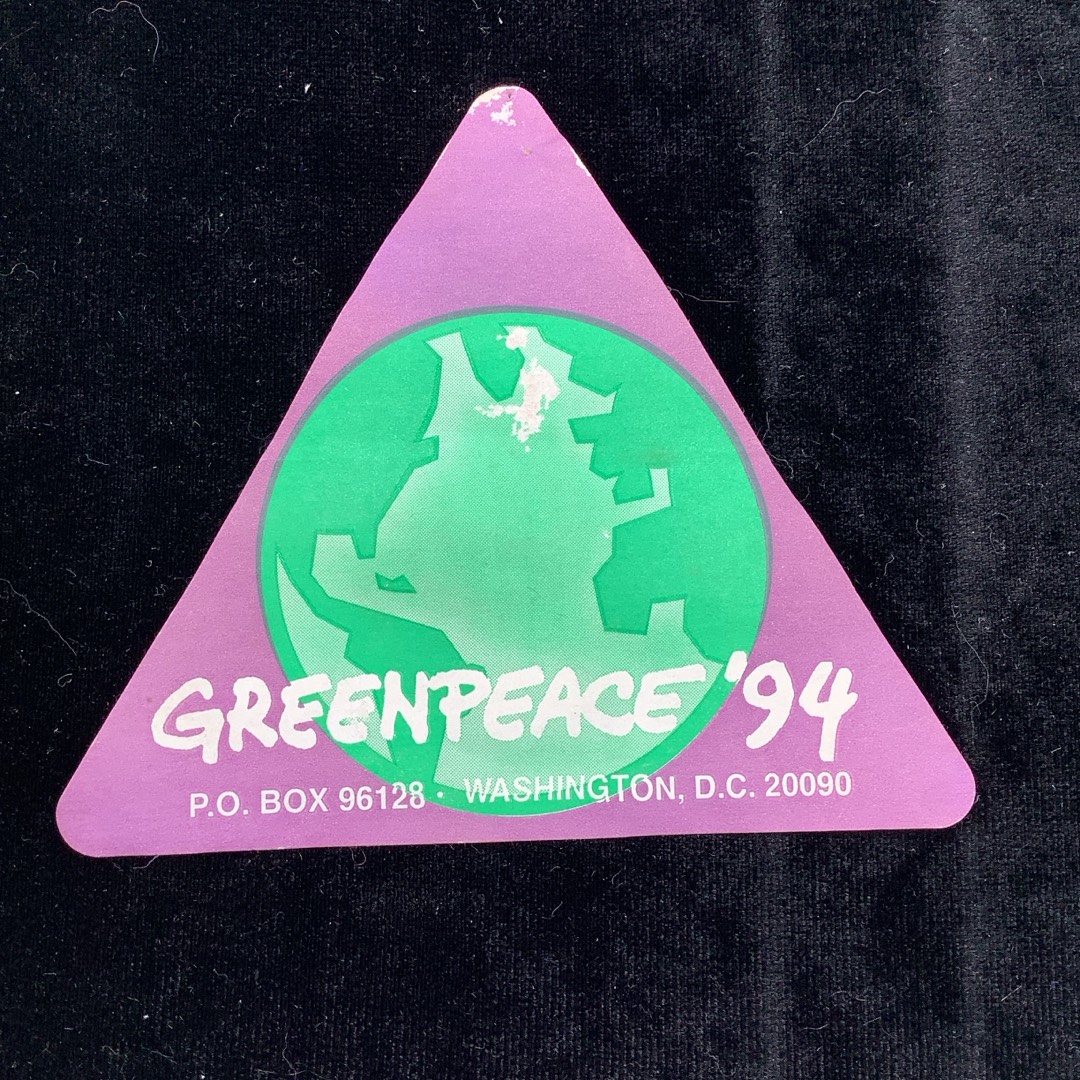 GREENPEACE '94
P.O. BOX 96128 · WASHINGTON, D.C. 20090